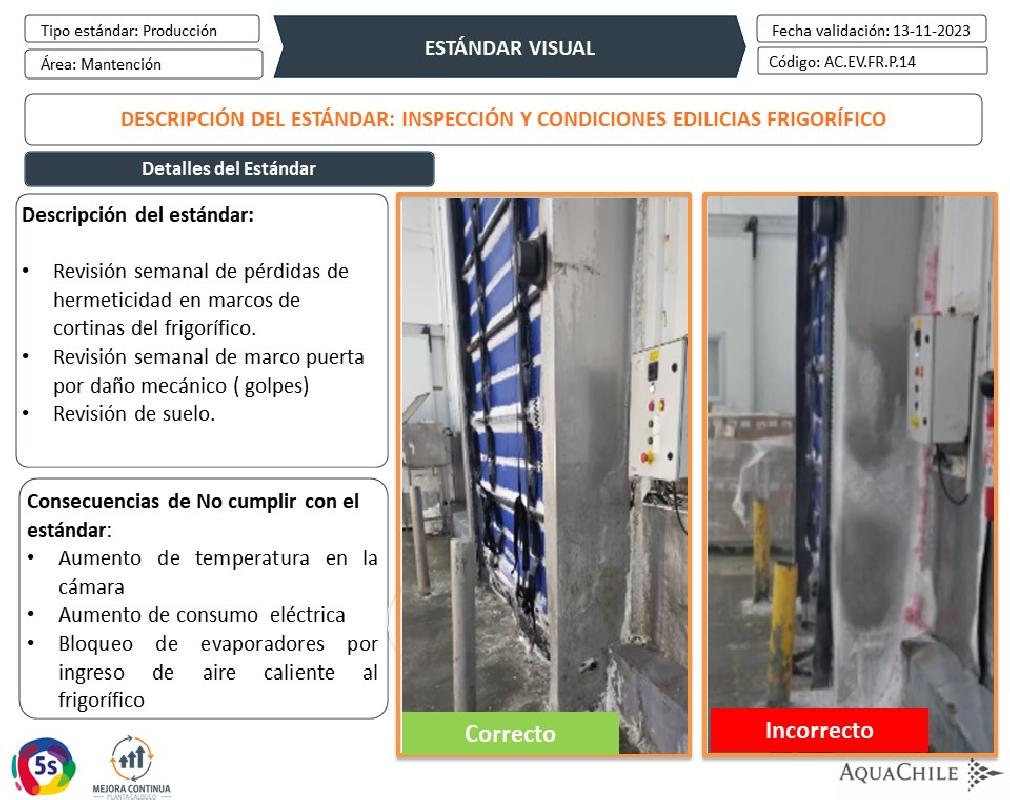 Tipo estándar: Producción
Área: Mantención
ESTÁNDAR VISUAL
Fecha validación: 13-11-2023
Código: AC.EV.FR.P.14
DESCRIPCIÓN DEL ESTÁNDAR: INSPECCIÓN Y CONDICIONES EDILICIAS FRIGORÍFICO
Detalles del Estándar
Descripción del estándar:
• Revisión semanal de pérdidas de
hermeticidad en marcos de
cortinas del frigorífico.
• Revisión semanal de marco puerta
por daño mecánico ( golpes)
• Revisión de suelo.
Consecuencias de No cumplir con el
estándar:
• Aumento de temperatura en la
cámara
• Aumento de consumo eléctrica
• Bloqueo de evaporadores por
ingreso de aire caliente al
frigorífico
Correcto
Incorrecto
5s
MEJORA CONTINUA
PLANTA CALBUCO
AQUACHILE